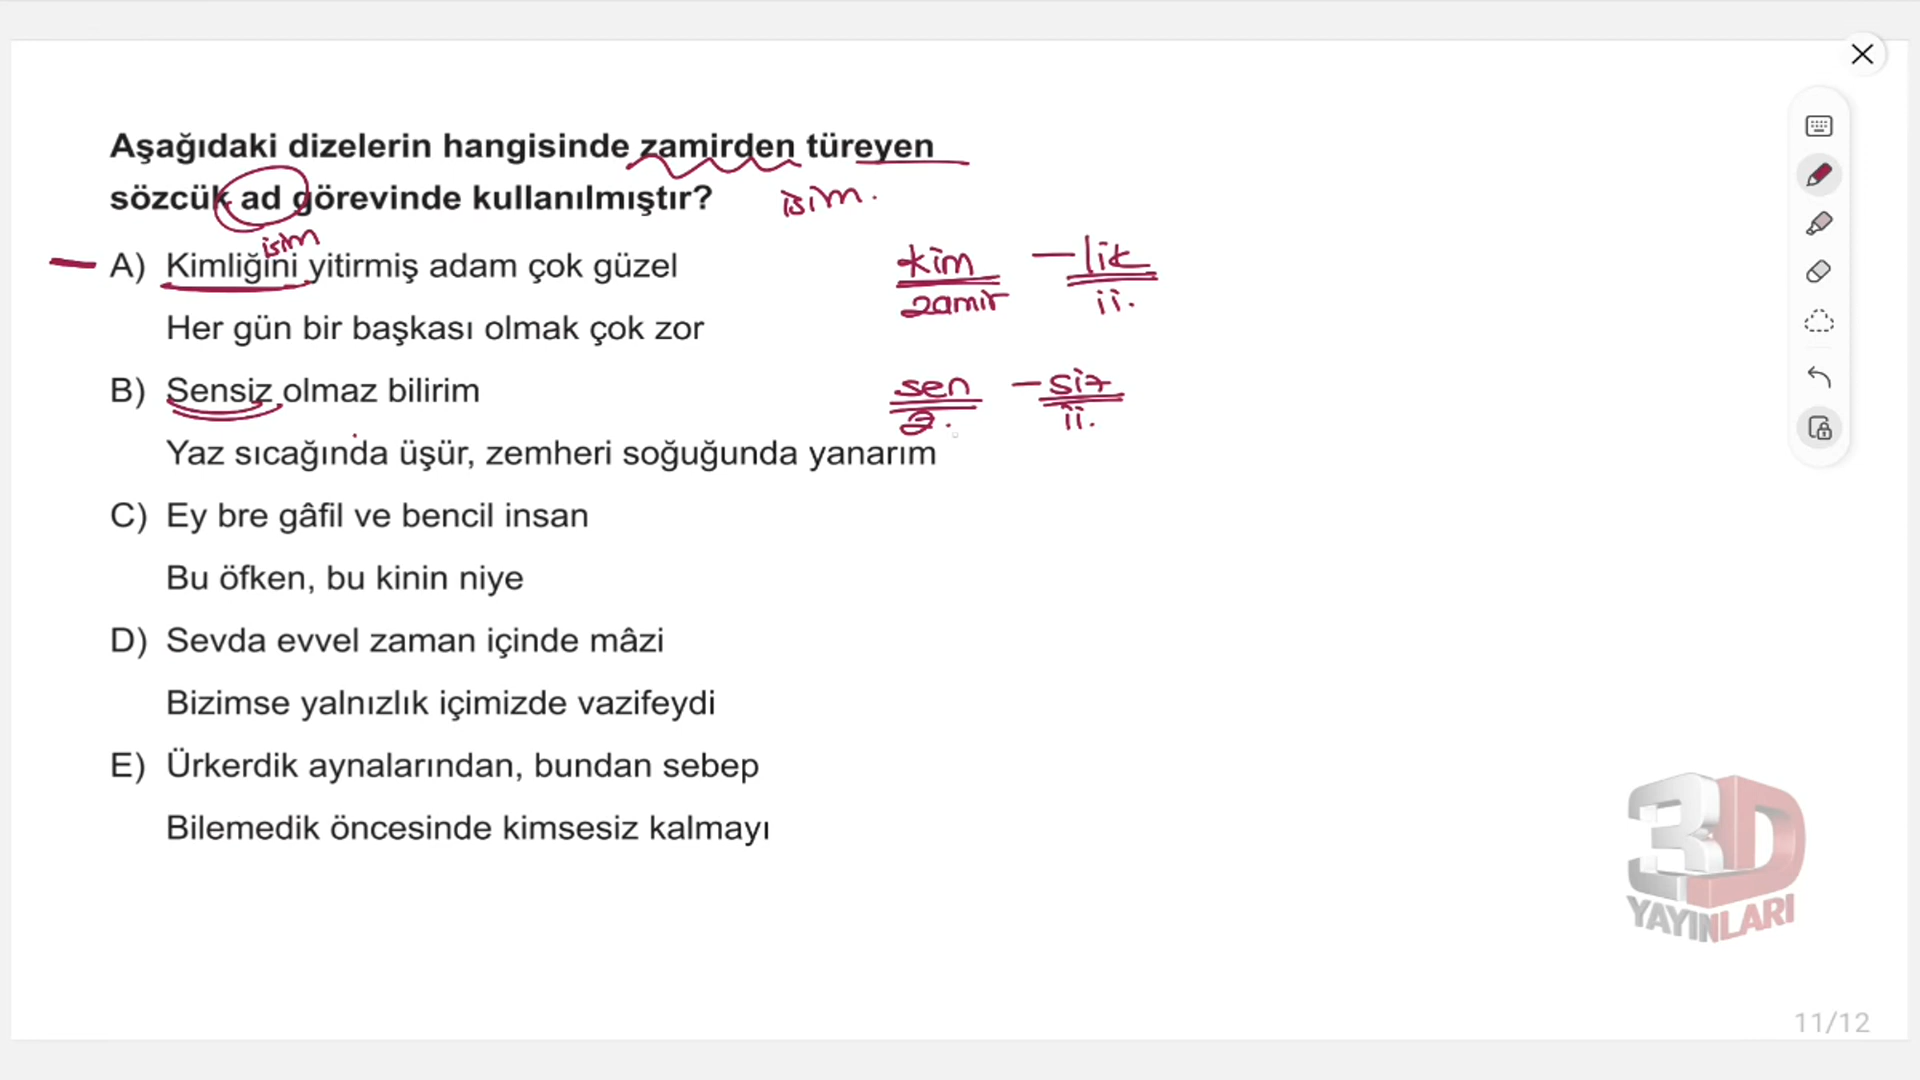 Aşağıdaki dizelerin hangisinde zamirden türeyen
sözcük ad görevinde kullanılmıştır?
isim.
isim
A) Kimliğini yitirmiş adam çok güzel
kim -lik
zamir ii.
Her gün bir başkası olmak çok zor
B) Sensiz olmaz bilirim
sen -siz
z. ii.
Yaz sıcağında üşür, zemheri soğuğunda yanarım
C) Ey bre gâfil ve bencil insan
Bu öfken, bu kinin niye
D) Sevda evvel zaman içinde mâzi
Bizimse yalnızlık içimizde vazifeydi
E) Ürkerdik aynalarından, bundan sebep
Bilemedik öncesinde kimsesiz kalmayı
3D
YAYINLARI
11/12